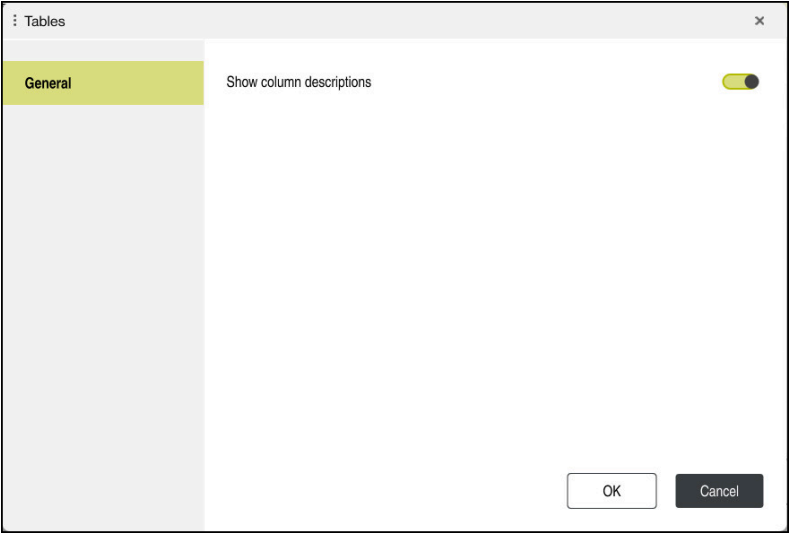 Tables
General
Show column descriptions
OK
Cancel